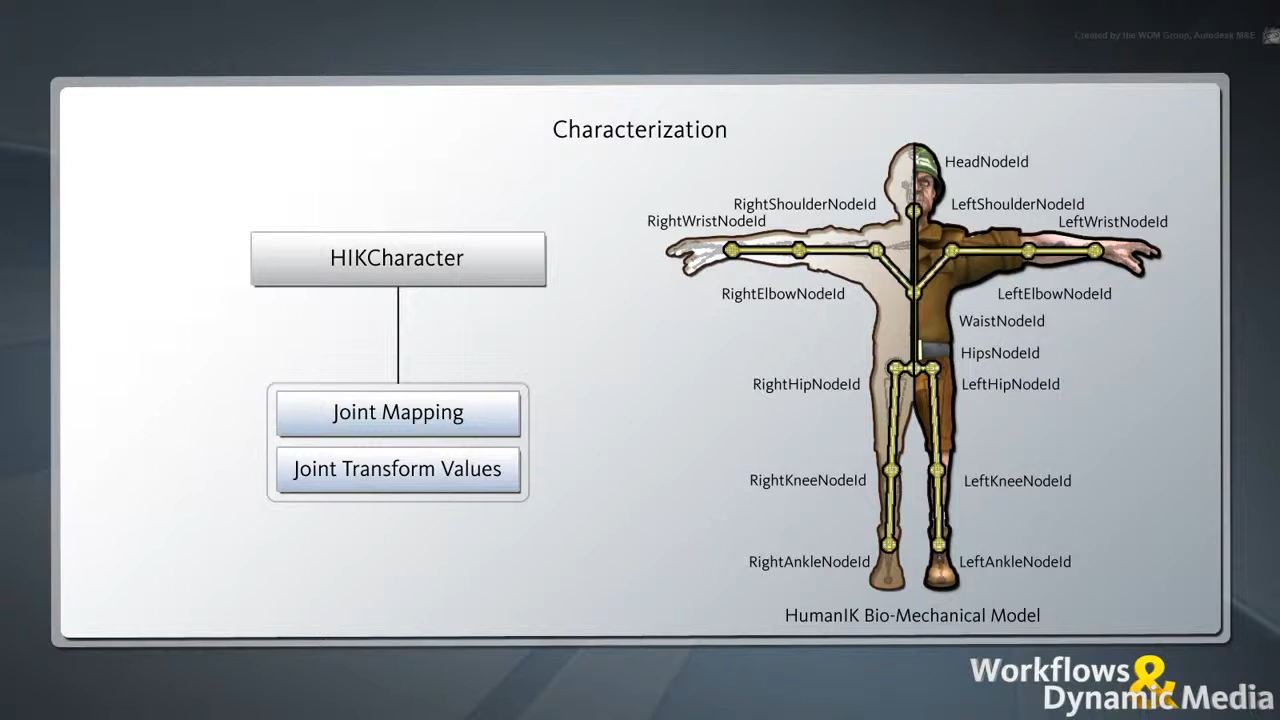 Created by the WDM Group, Autodesk M&E
Characterization
HIKCharacter
Joint Mapping
Joint Transform Values
HeadNodeId
RightShoulderNodeId
LeftShoulderNodeId
RightWristNodeId
LeftWristNodeId
RightElbowNodeId
LeftElbowNodeId
WaistNodeId
HipsNodeId
RightHipNodeId
LeftHipNodeId
RightKneeNodeId
LeftKneeNodeId
RightAnkleNodeId
LeftAnkleNodeId
HumanIK Bio-Mechanical Model
Workflows &
Dynamic Media